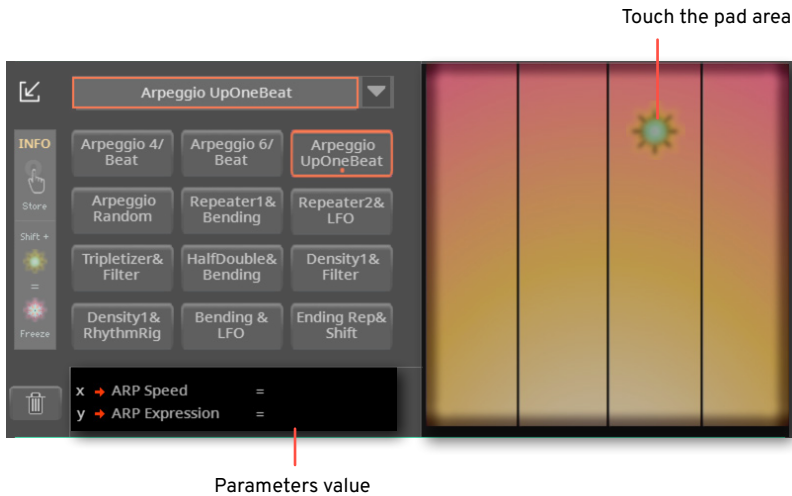 Touch the pad area
Arpeggio UpOneBeat
INFO
Store
Shift +
=
Freeze
Arpeggio 4/
Beat
Arpeggio 6/
Beat
Arpeggio
UpOneBeat
Arpeggio
Random
Repeater1&
Bending
Repeater2&
LFO
Tripletizer&
Filter
HalfDouble&
Bending
Density1&
Filter
Density1&
RhythmRig
Bending &
LFO
Ending Rep&
Shift
x → ARP Speed =
y → ARP Expression =
Parameters value